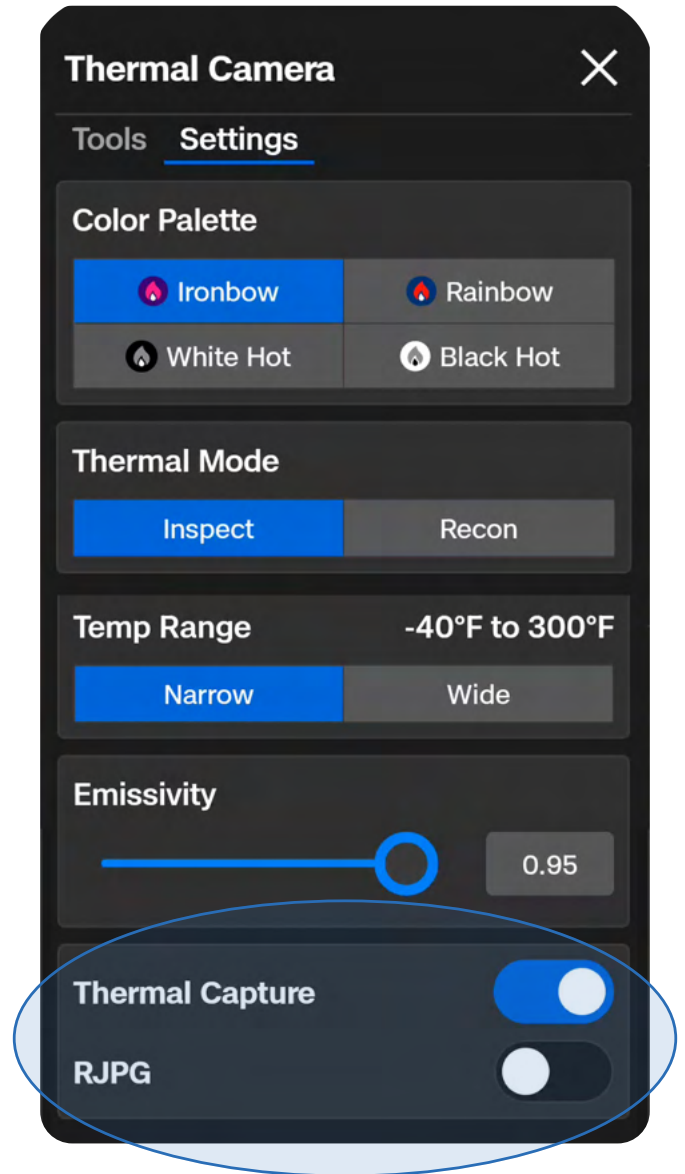 Thermal Camera
Tools Settings
Color Palette
Ironbow Rainbow
White Hot Black Hot
Thermal Mode
Inspect Recon
Temp Range -40°F to 300°F
Narrow Wide
Emissivity
0.95
Thermal Capture
RJPG